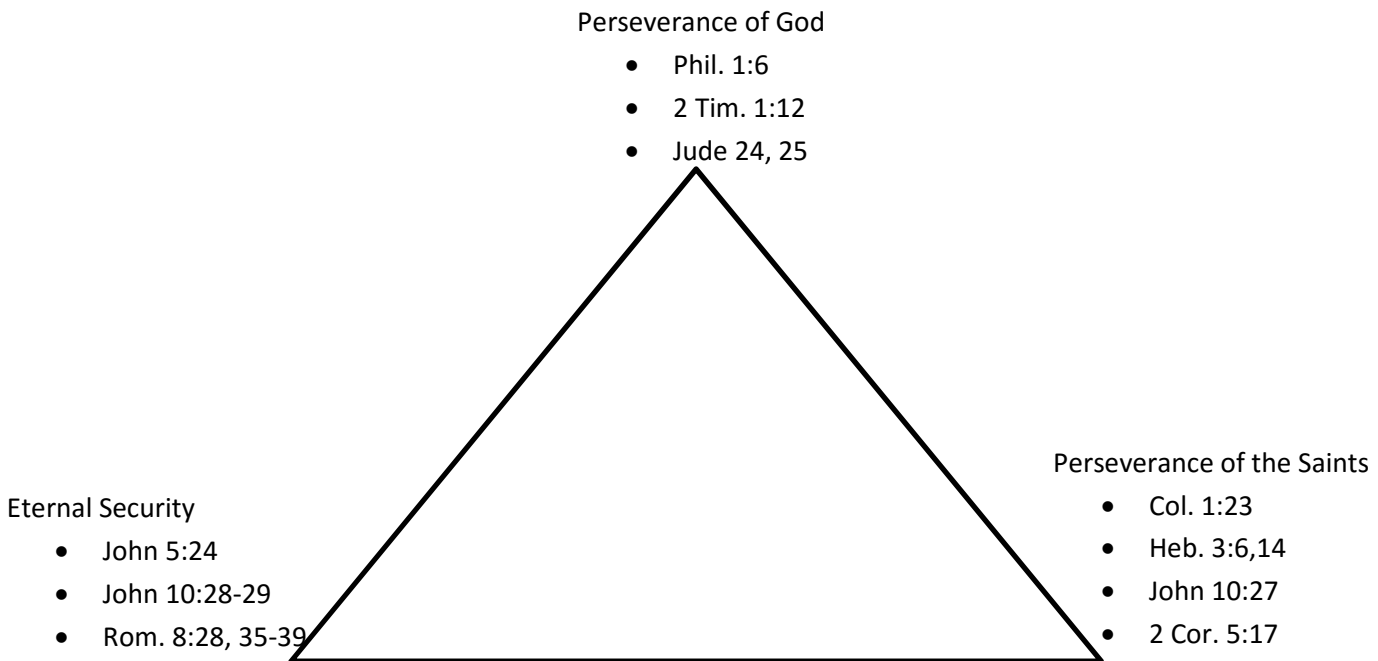 Perseverance of God
• Phil. 1:6
• 2 Tim. 1:12
• Jude 24, 25
Eternal Security
• John 5:24
• John 10:28-29
• Rom. 8:28, 35-39
Perseverance of the Saints
• Col. 1:23
• Heb. 3:6,14
• John 10:27
• 2 Cor. 5:17